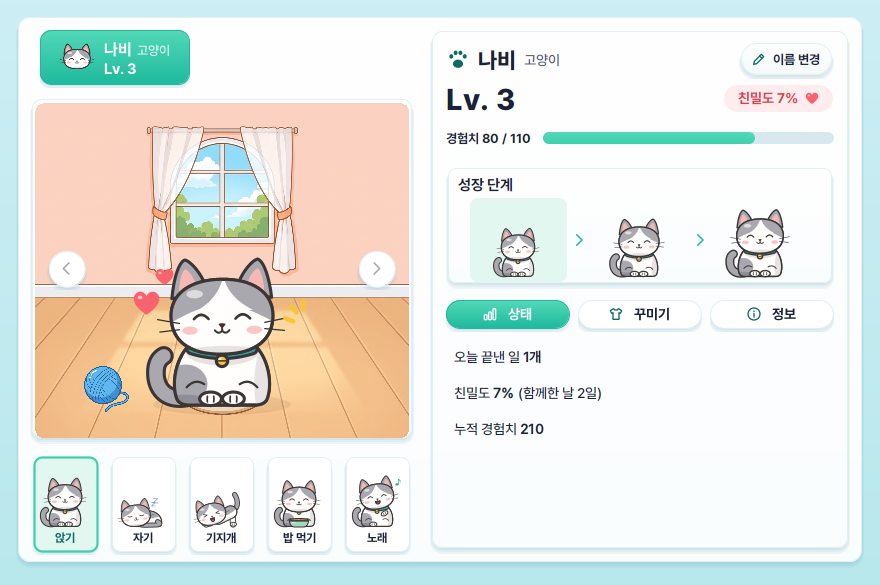 나비 고양이
Lv. 3
나비 고양이
이름 변경
Lv. 3
친밀도 7%
경험치 80 / 110
성장 단계
상태
꾸미기
정보
오늘 끝낸 일 1개
친밀도 7% (함께한 날 2일)
누적 경험치 210
앉기
자기
기지개
밥 먹기
노래